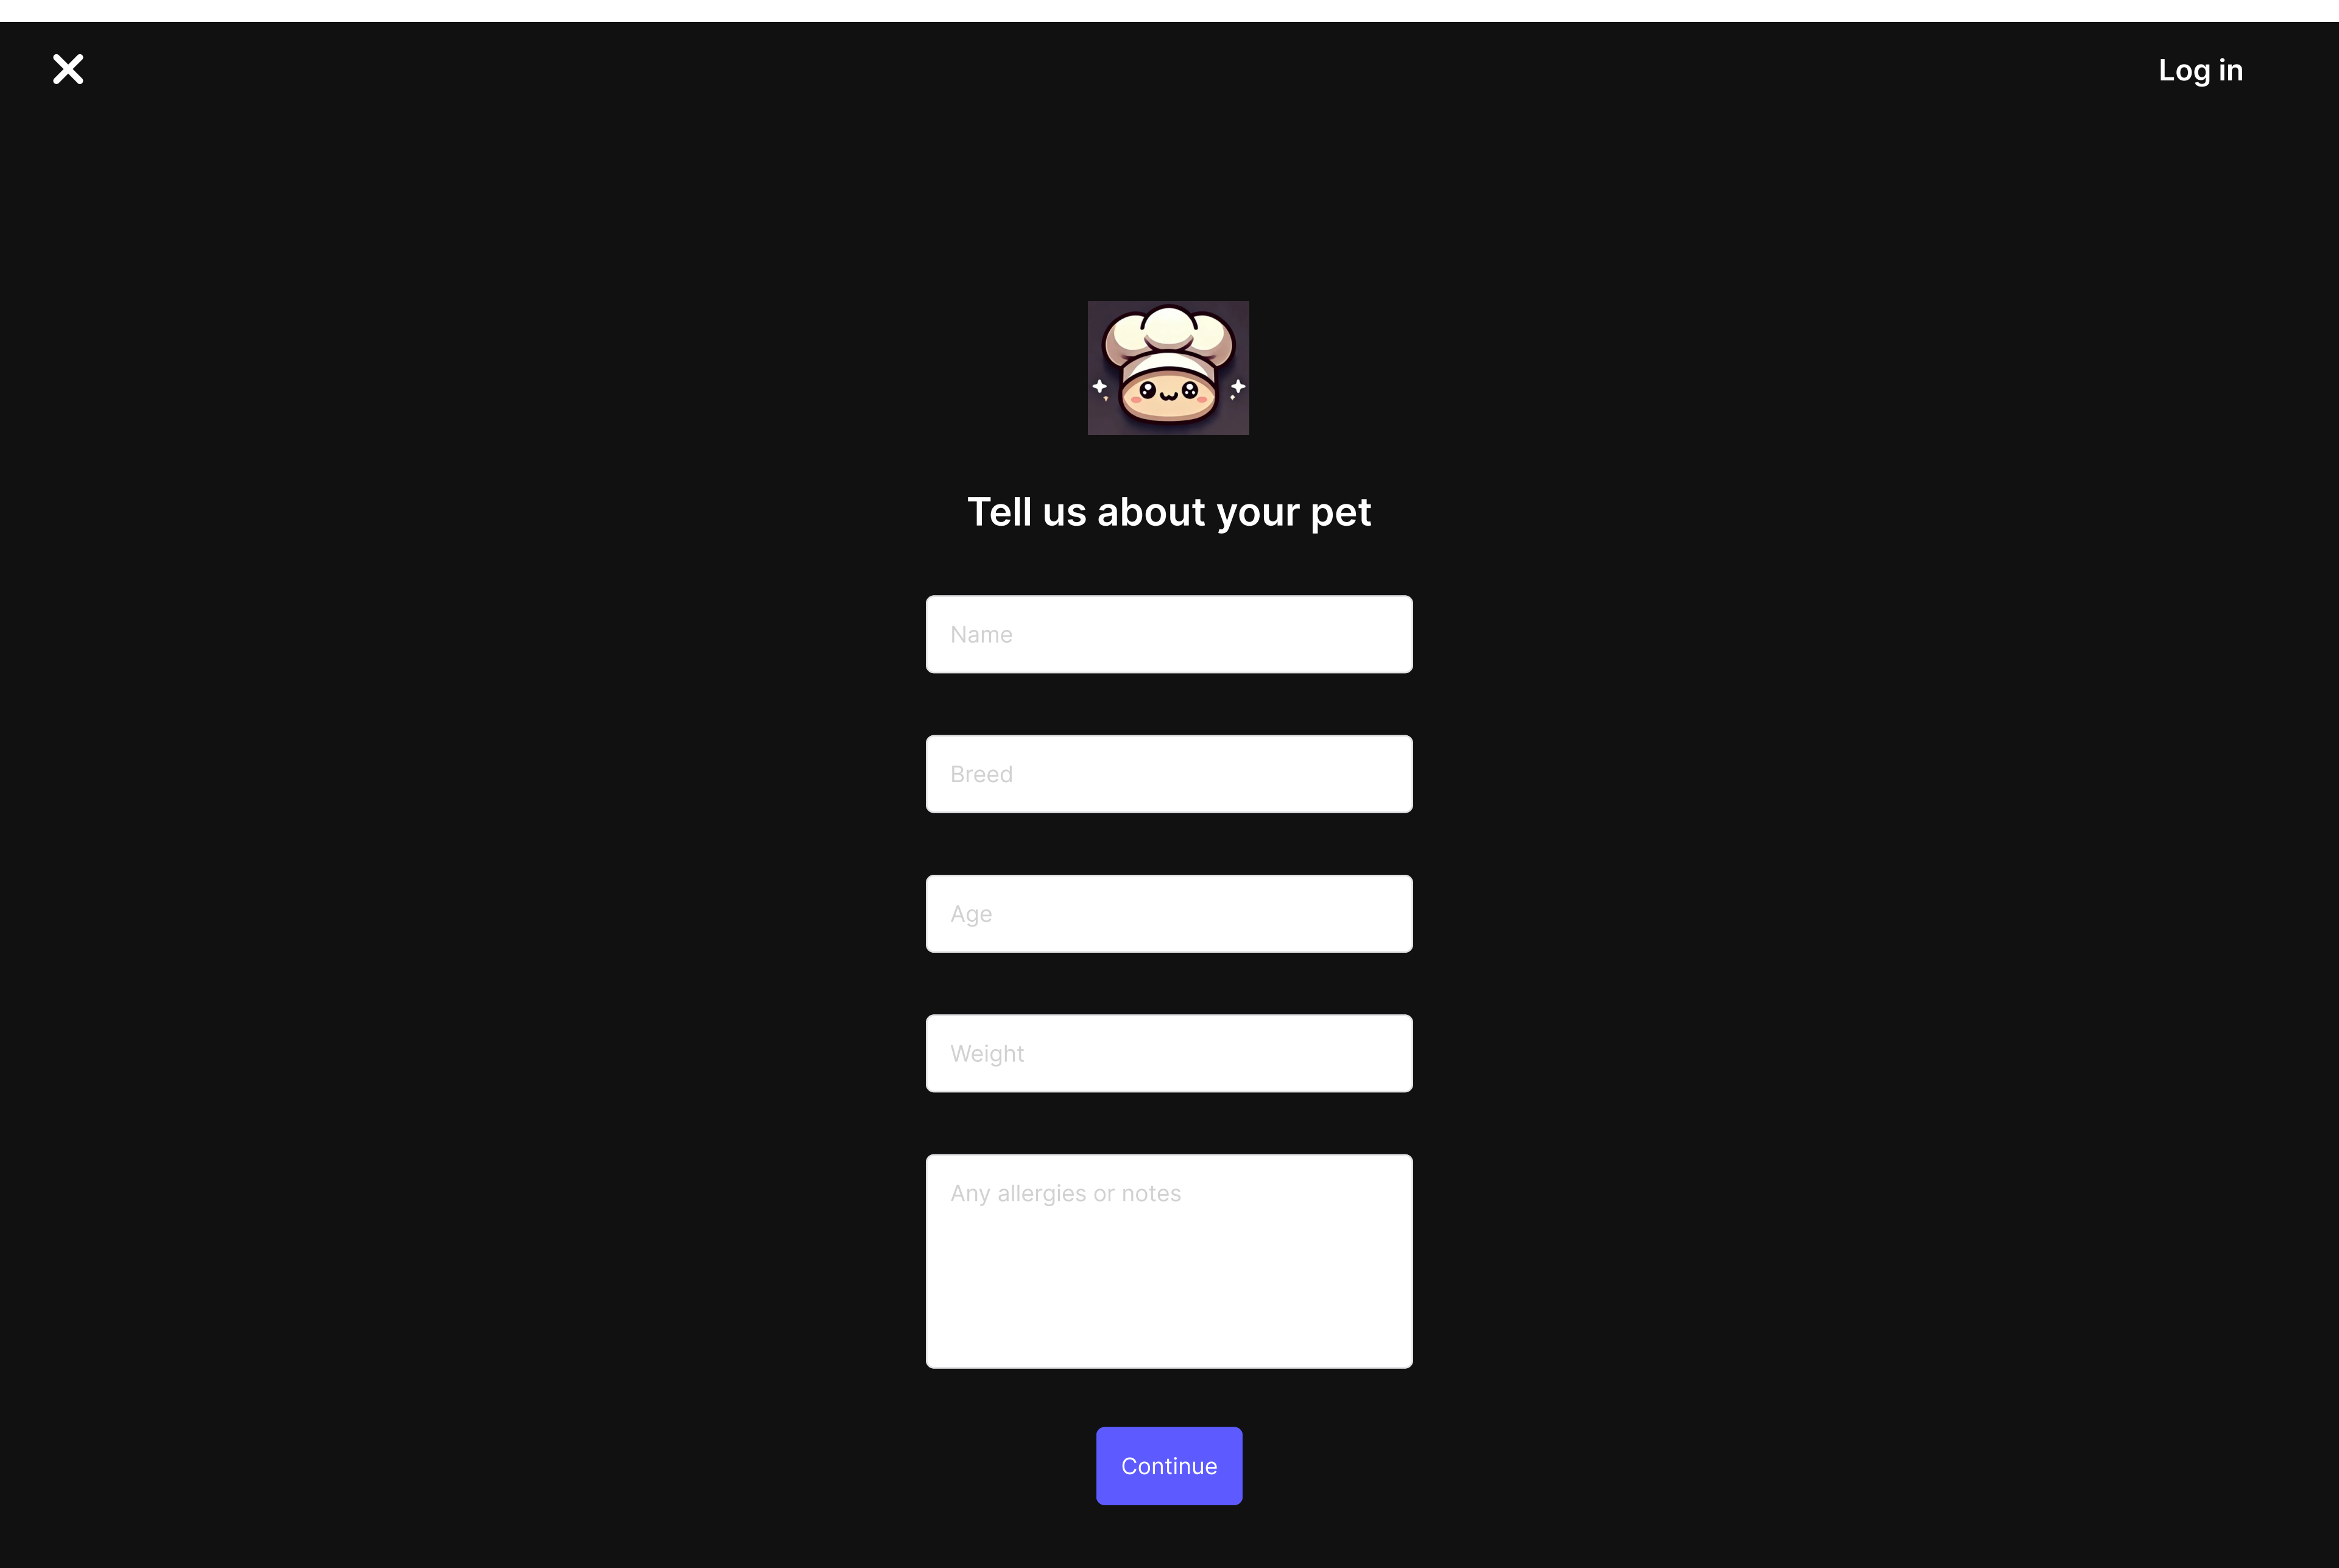 Log in
Tell us about your pet
Name
Breed
Age
Weight
Any allergies or notes
Continue